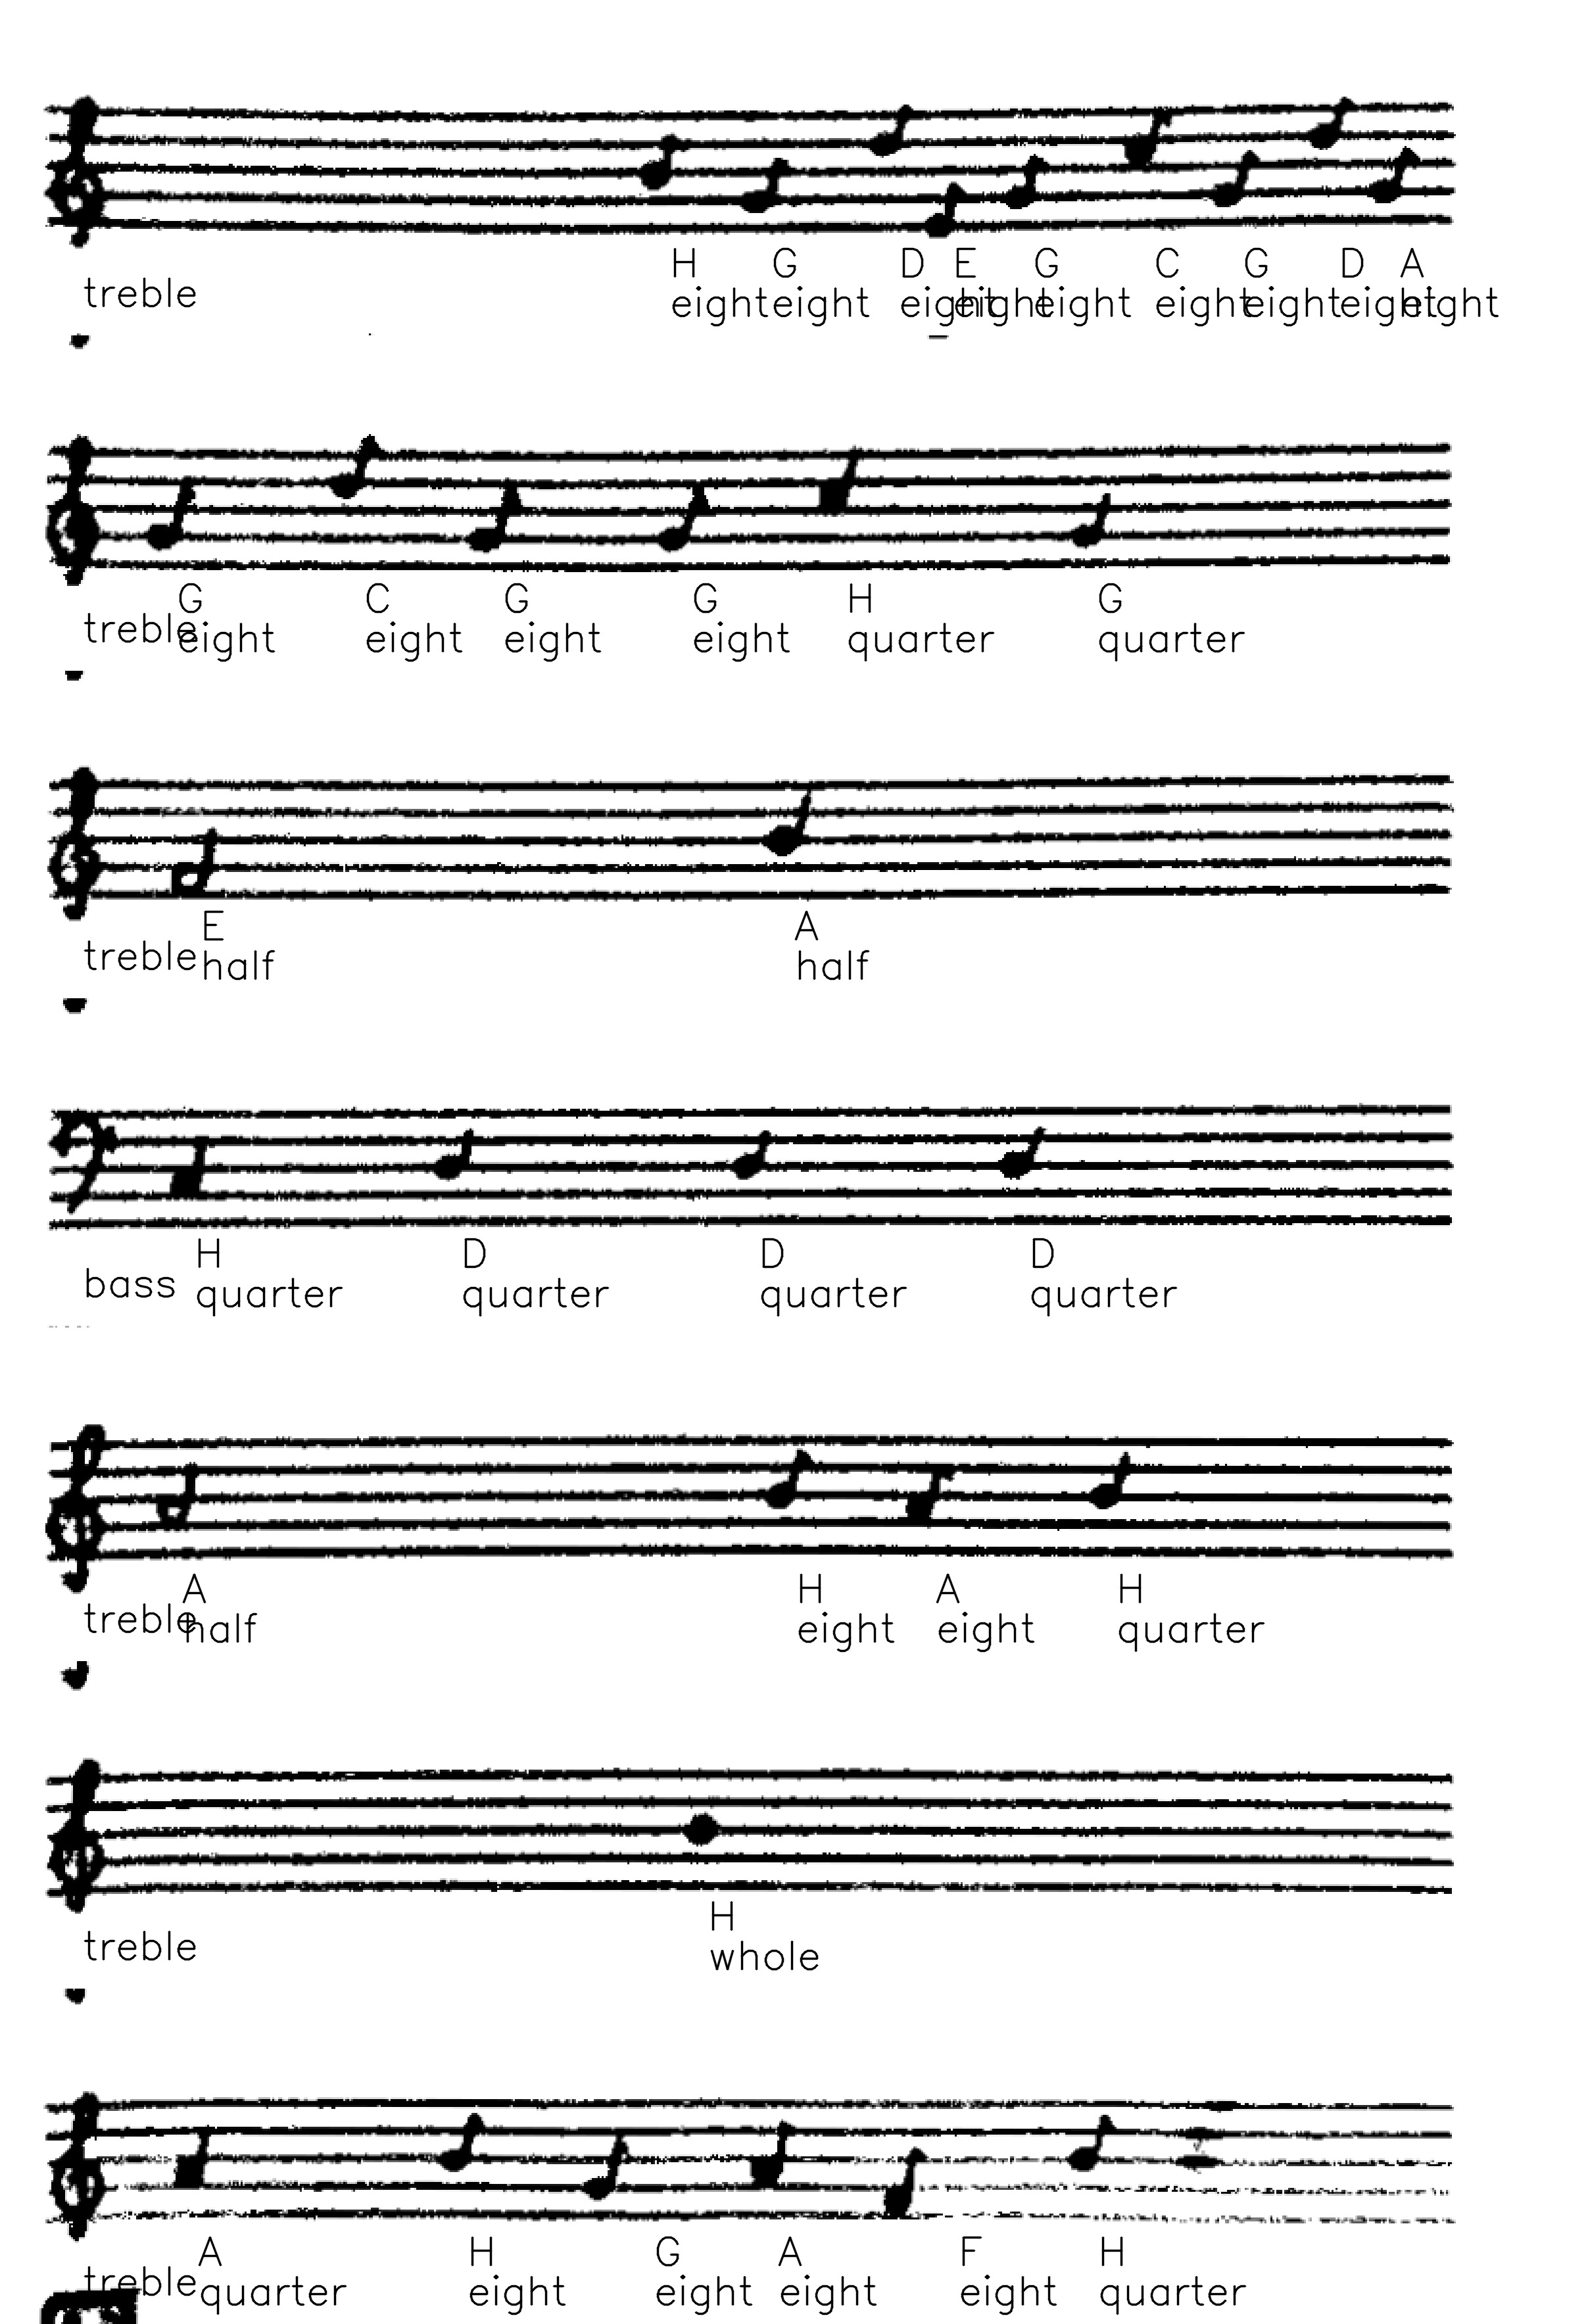 H G D E G C G D A
treble eight eight eight eight eight eight eight eight eight
G C G G H G
treble eight eight eight eight quarter quarter
E A
treble half half
H D D D
bass quarter quarter quarter quarter
A H A H
treble half eight eight quarter
H
treble whole
A H G A F H
treble quarter eight eight eight eight quarter